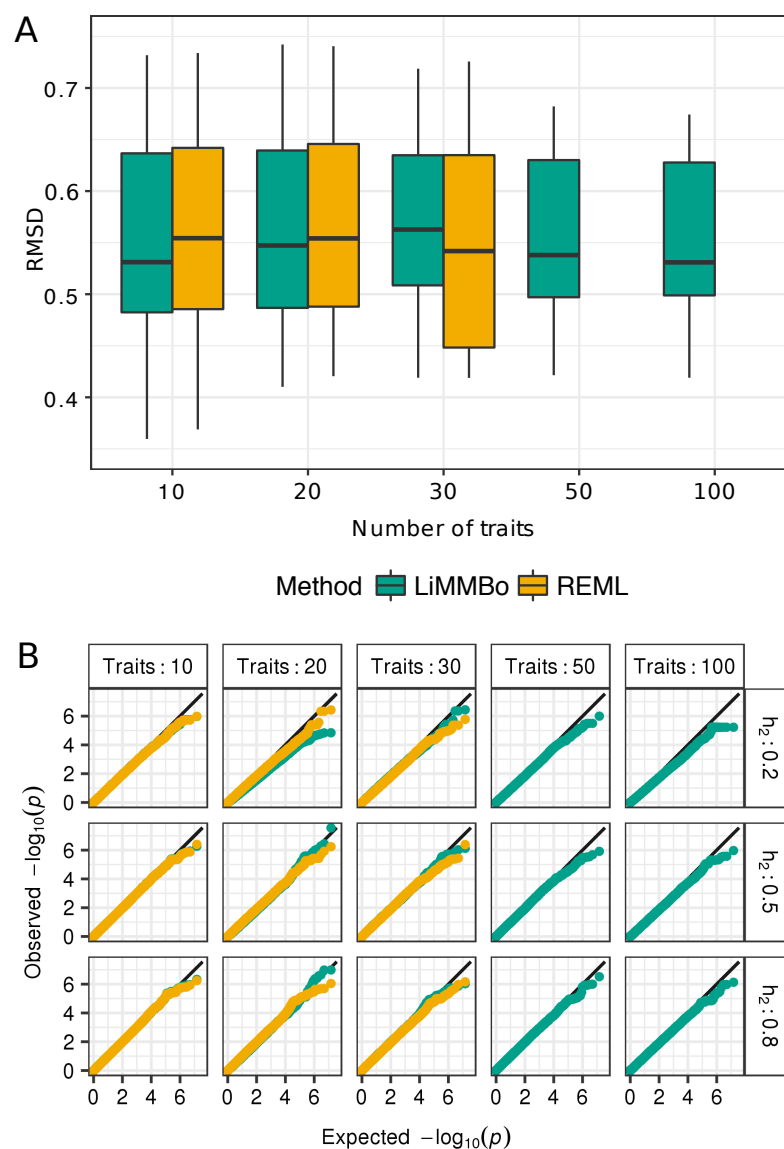 A
RMSD
0.7
0.6
0.5
0.4
10 20 30 50 100
Number of traits
Method LiMMBo REML
B
Traits : 10 Traits : 20 Traits : 30 Traits : 50 Traits : 100
Observed −log10(p)
6
4
2
0
h2 : 0.2
6
4
2
0
h2 : 0.5
6
4
2
0
h2 : 0.8
0 2 4 6 0 2 4 6 0 2 4 6 0 2 4 6 0 2 4 6
Expected −log10(p)